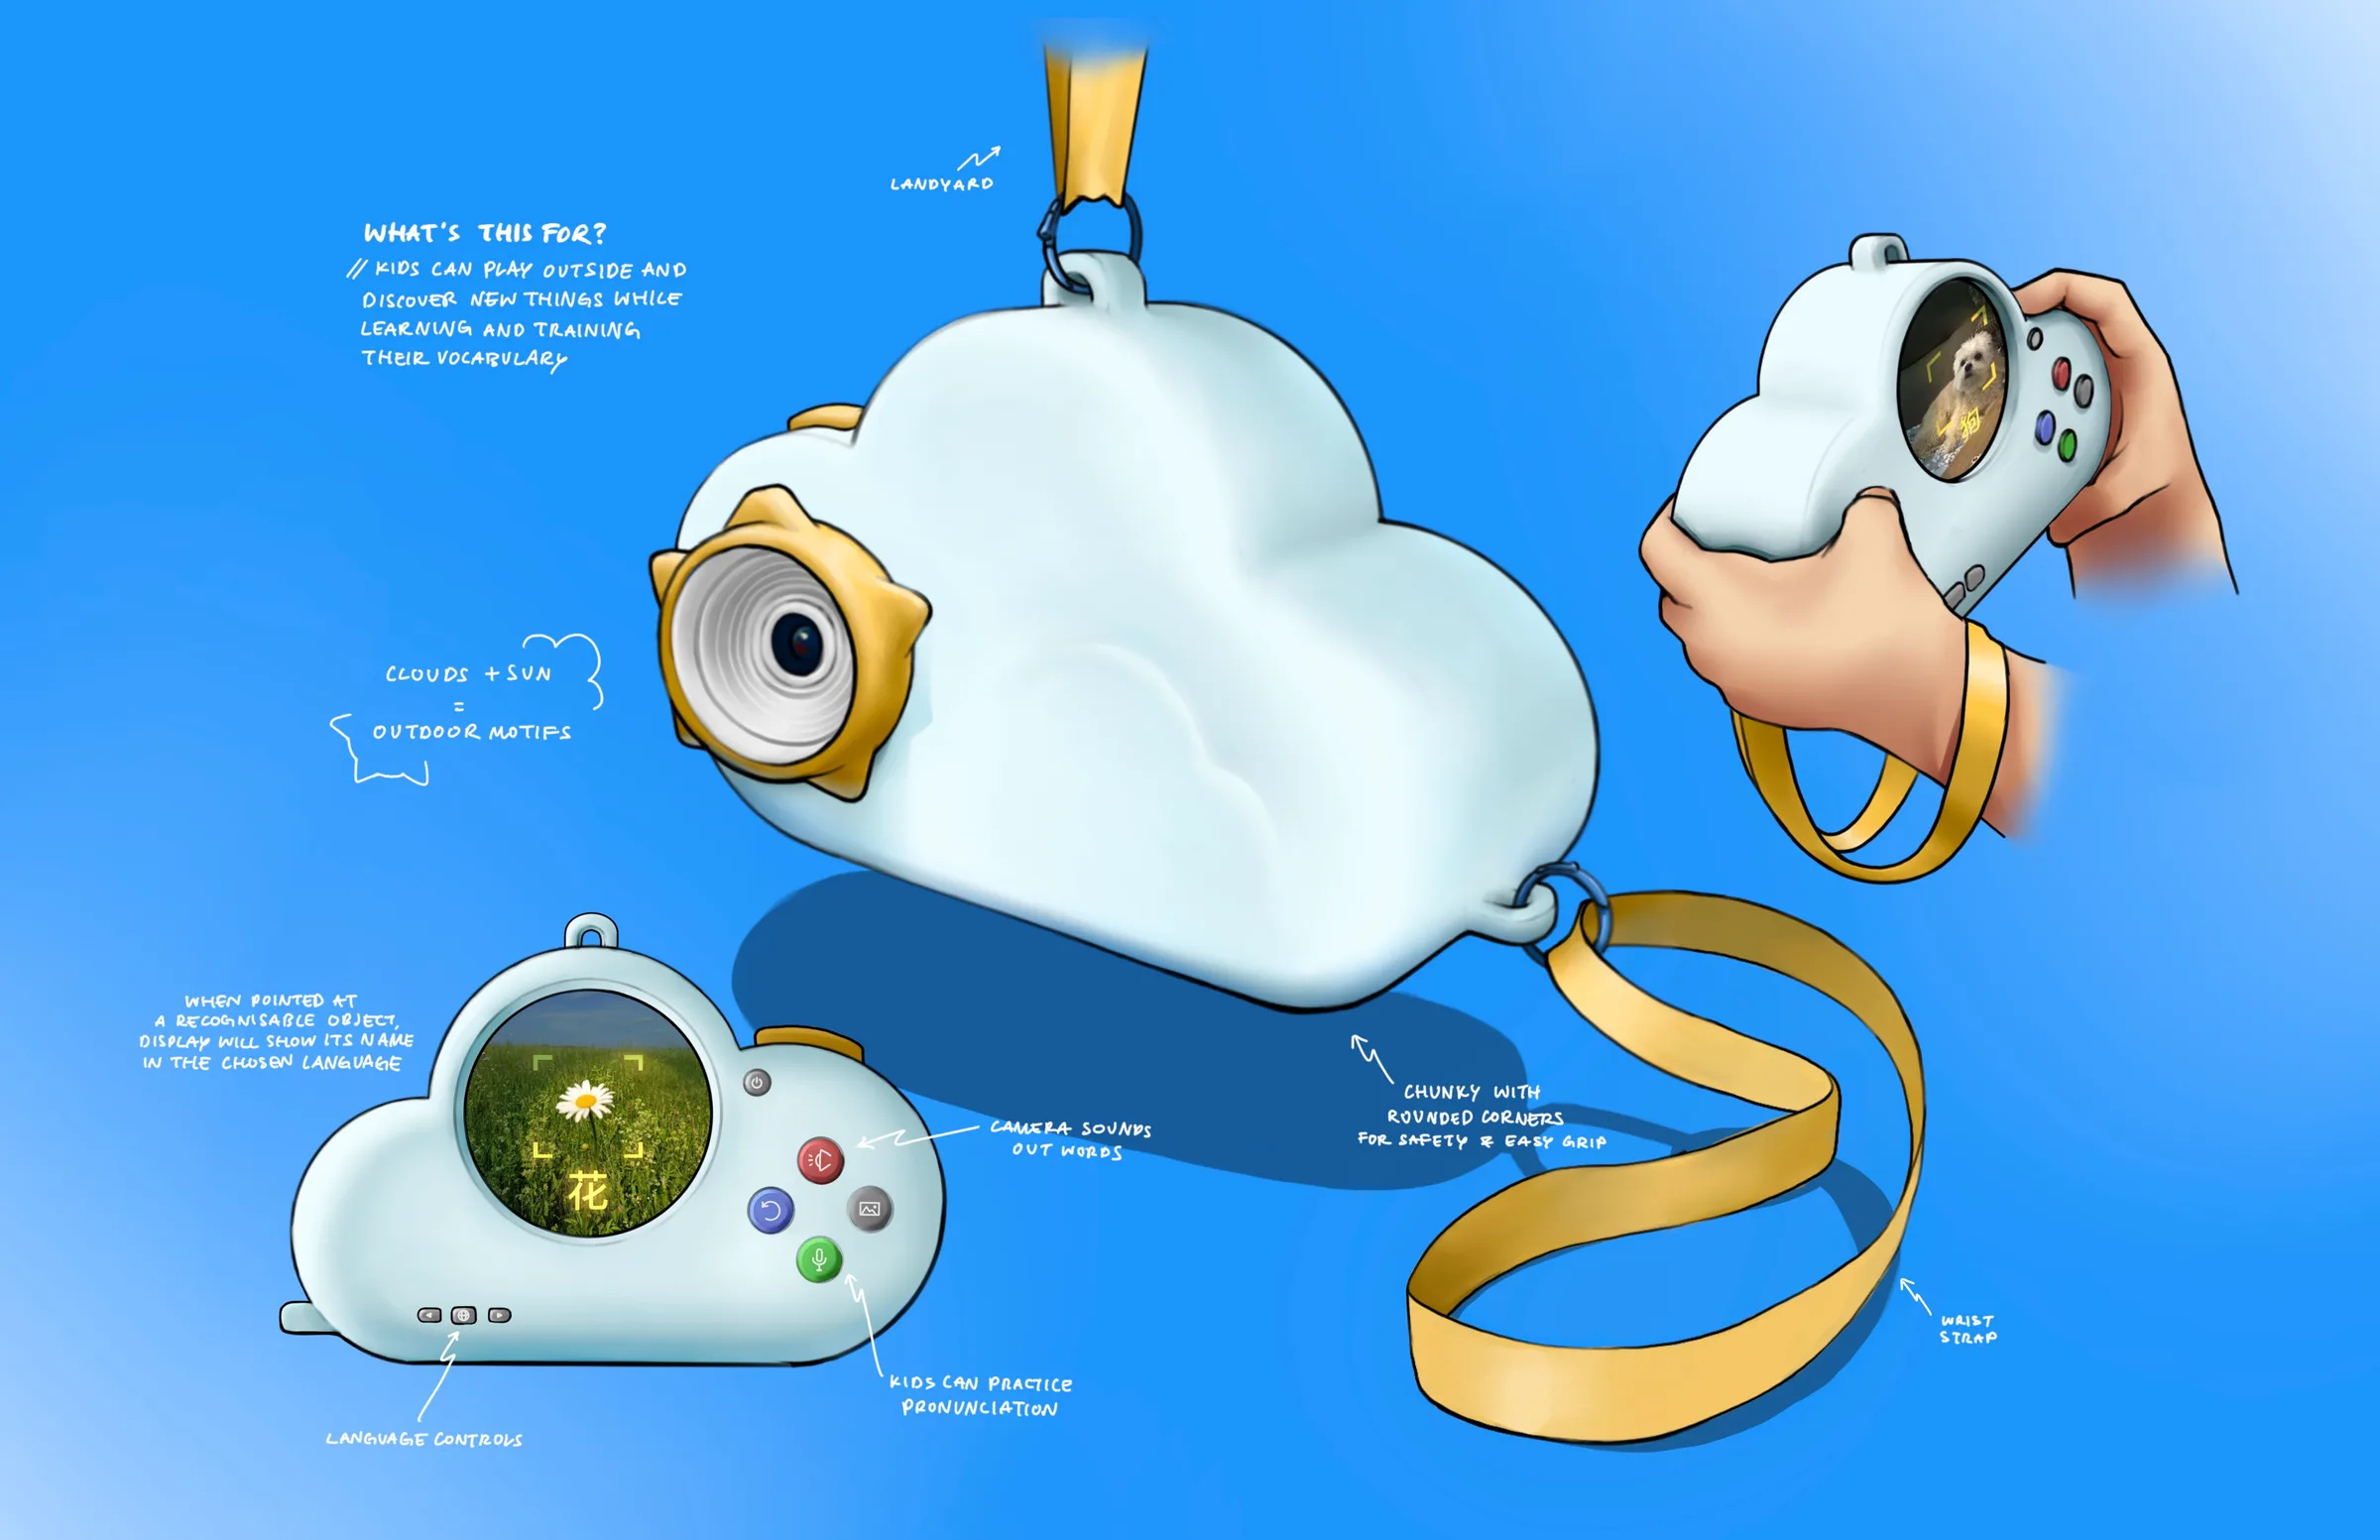 LANDYARD
WHAT'S THIS FOR?
// KIDS CAN PLAY OUTSIDE AND
DISCOVER NEW THINGS WHILE
LEARNING AND TRAINING
THEIR VOCABULARY
狗
CLOUDS + SUN
=
OUTDOOR MOTIFS
WHEN POINTED AT
A RECOGNISABLE OBJECT,
DISPLAY WILL SHOW ITS NAME
IN THE CHOSEN LANGUAGE
花
CAMERA SOUNDS
OUT WORDS
CHUNKY WITH
ROUNDED CORNERS
FOR SAFETY & EASY GRIP
WRIST
STRAP
KIDS CAN PRACTICE
PRONUNCIATION
LANGUAGE CONTROLS